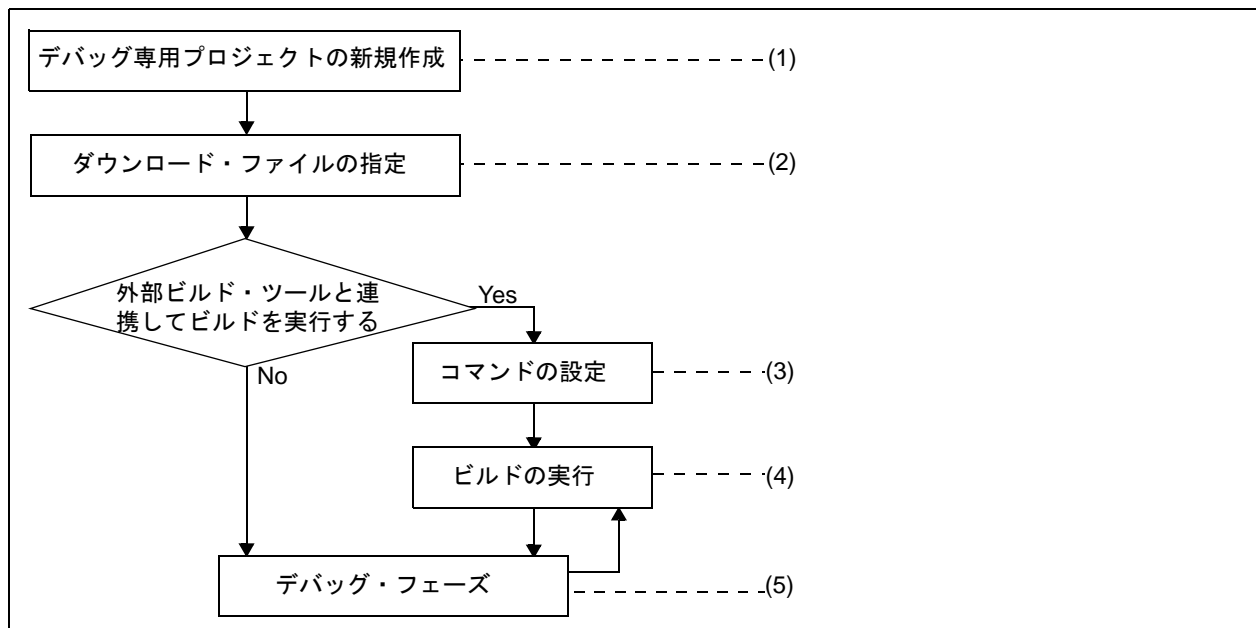 デバッグ専用プロジェクトの新規作成
(1)
ダウンロード・ファイルの指定
(2)
外部ビルド・ツールと連
携してビルドを実行する
Yes
No
コマンドの設定
(3)
ビルドの実行
(4)
デバッグ・フェーズ
(5)